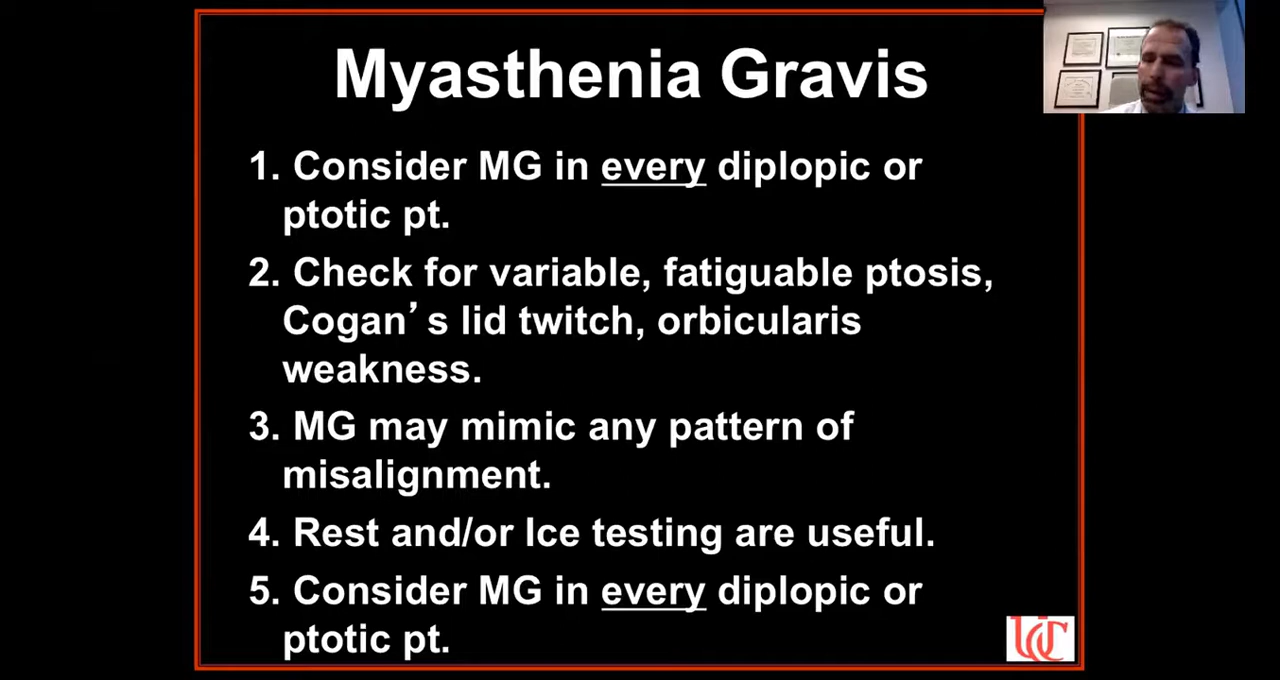 Myasthenia Gravis
1. Consider MG in every diplopic or
ptotic pt.
2. Check for variable, fatiguable ptosis,
Cogan’s lid twitch, orbicularis
weakness.
3. MG may mimic any pattern of
misalignment.
4. Rest and/or Ice testing are useful.
5. Consider MG in every diplopic or
ptotic pt.